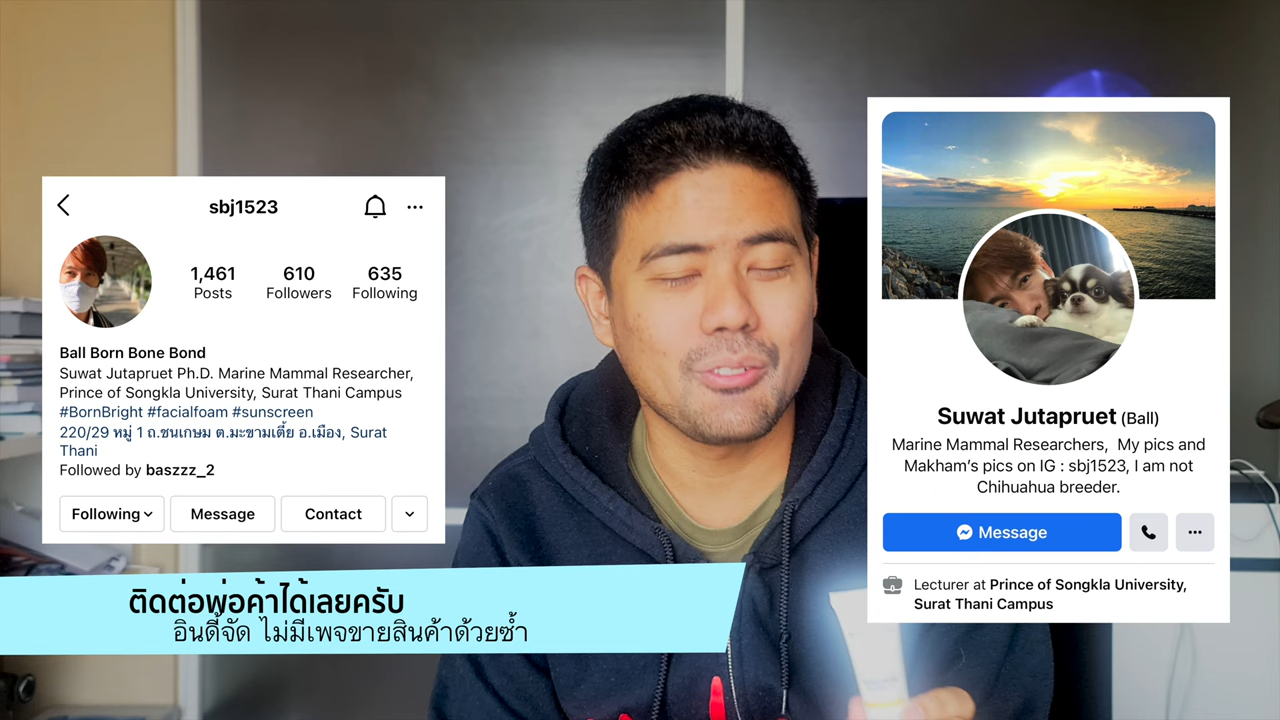 sbj1523
1,461
610
635
Posts
Followers
Following
Ball Born Bone Bond
Suwat Jutapruet Ph.D. Marine Mammal Researcher,
Prince of Songkla University, Surat Thani Campus
#BornBright #facialfoam #sunscreen
220/29 หมู่ 1 ถ.ชนเกษม ต.มะขามเตี้ย อ.เมือง, Surat
Thani
Followed by baszzz_2
Following
Message
Contact
ติดต่อพ่อค้าได้เลยครับ
อินดี้จัด ไม่มีเพจขายสินค้าด้วยซ้ำ
Suwat Jutapruet (Ball)
Marine Mammal Researchers, My pics and
Makham's pics on IG : sbj1523, I am not
Chihuahua breeder.
Message
Lecturer at Prince of Songkla University,
Surat Thani Campus